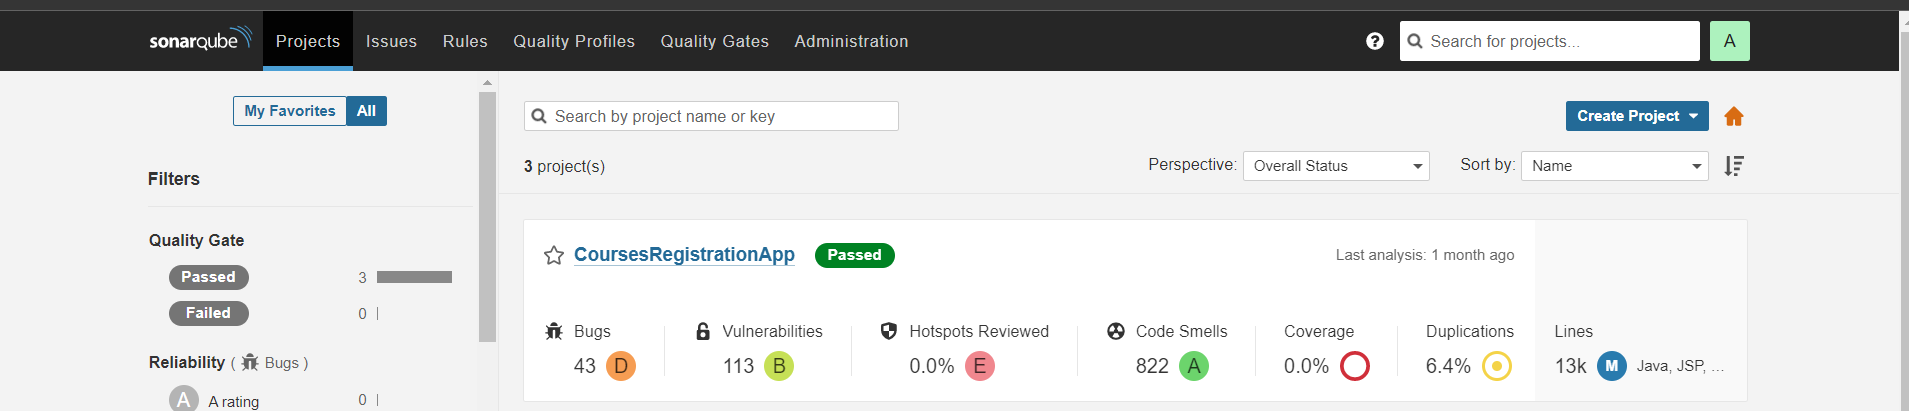 sonarqube Projects Issues Rules Quality Profiles Quality Gates Administration ? Search for projects... A
My Favorites All
Filters
Quality Gate
Passed 3
Failed 0
Reliability ( Bugs )
A A rating 0
Search by project name or key
Create Project
3 project(s)
Perspective: Overall Status Sort by: Name
CoursesRegistrationApp Passed Last analysis: 1 month ago
Bugs Vulnerabilities Hotspots Reviewed Code Smells Coverage Duplications Lines
43 D 113 B 0.0% E 822 A 0.0% 6.4% 13k M Java, JSP, ...